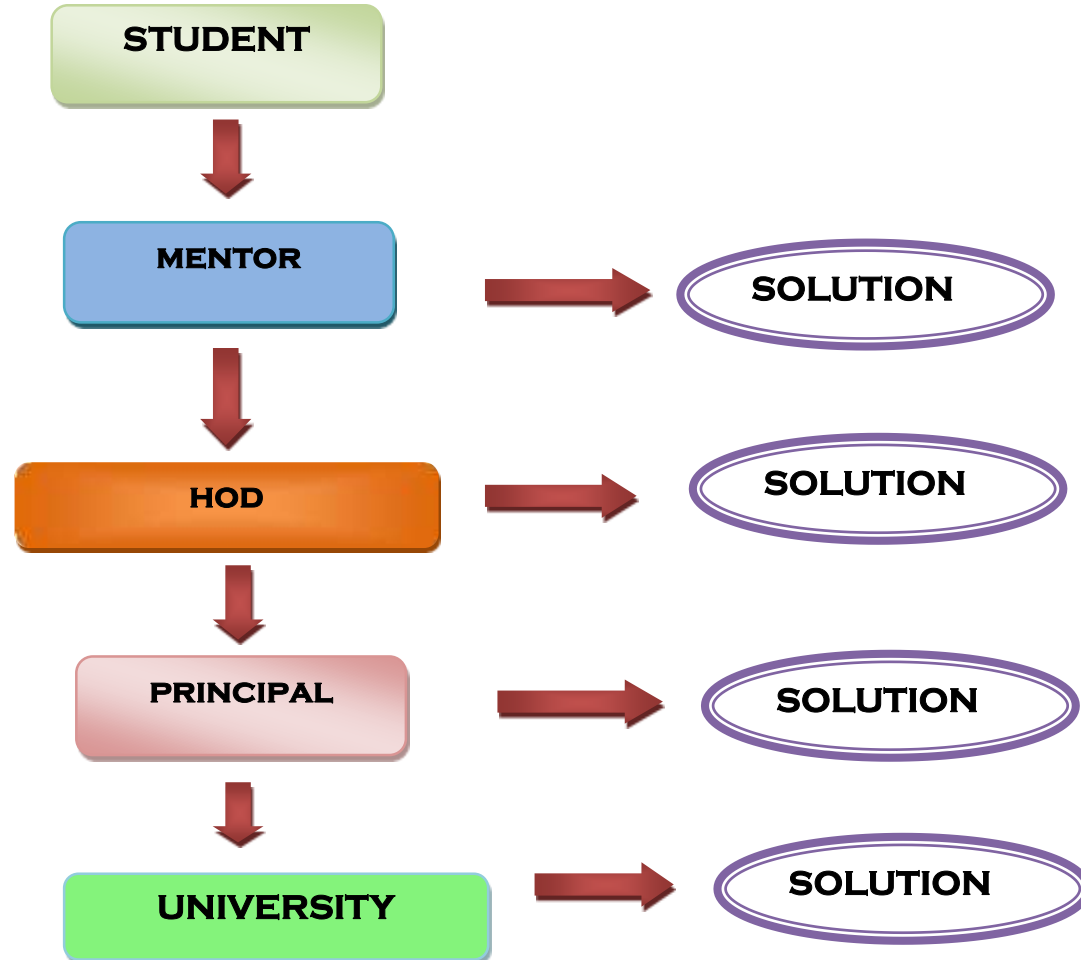 STUDENT
MENTOR
SOLUTION
HOD
SOLUTION
PRINCIPAL
SOLUTION
UNIVERSITY
SOLUTION